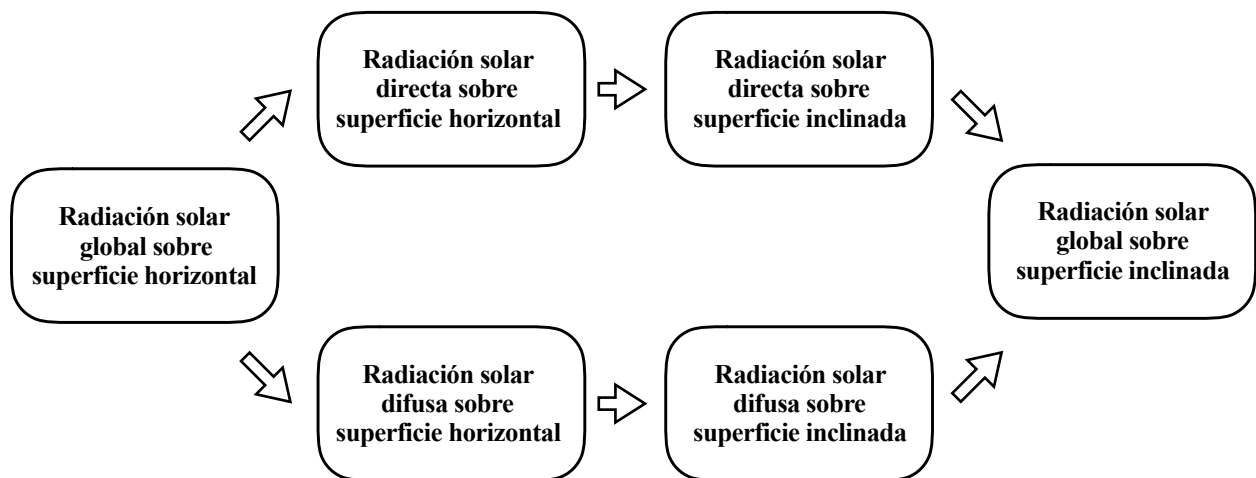 Radiación solar
global sobre
superficie horizontal
Radiación solar
directa sobre
superficie horizontal
Radiación solar
directa sobre
superficie inclinada
Radiación solar
difusa sobre
superficie horizontal
Radiación solar
difusa sobre
superficie inclinada
Radiación solar
global sobre
superficie inclinada